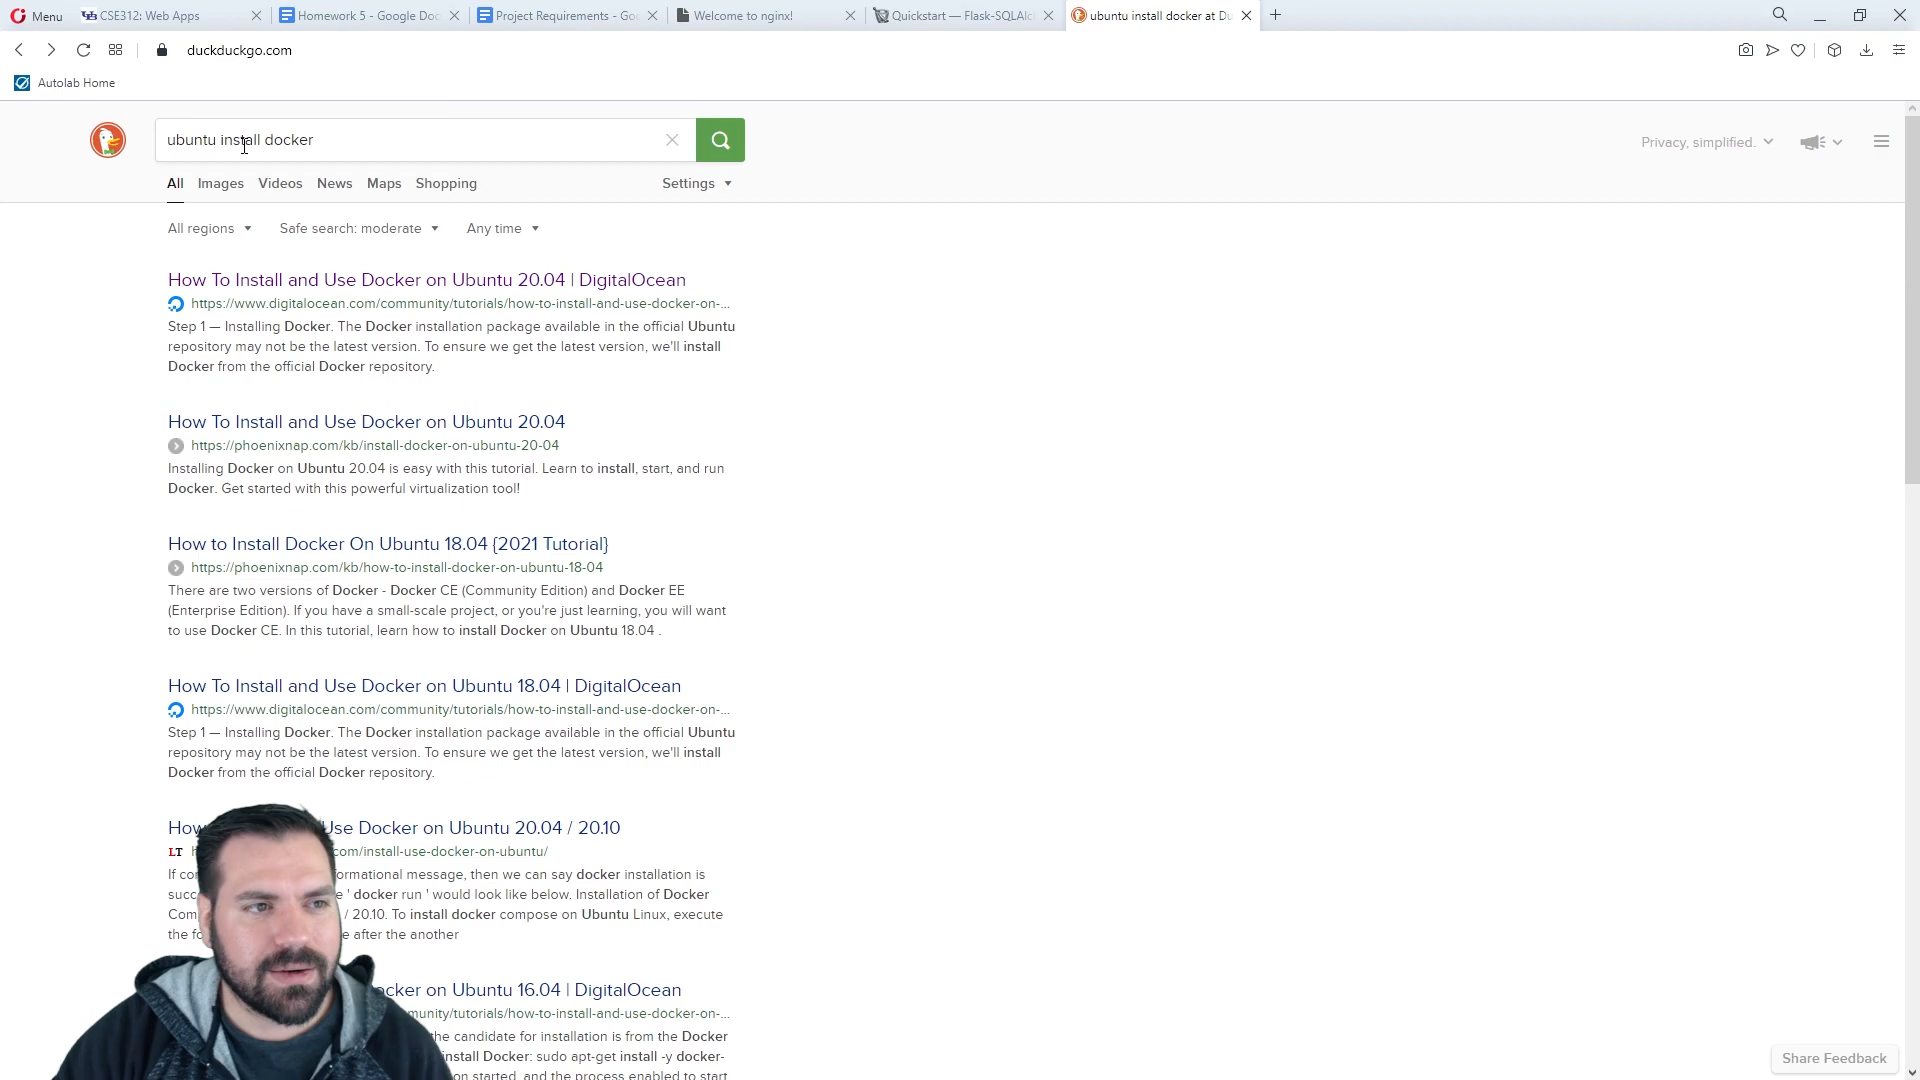 Menu
CSE312: Web Apps
Homework 5 - Google Doc
Project Requirements - Goo
Welcome to nginx!
Quickstart — Flask-SQLAlc
ubuntu install docker at Du
duckduckgo.com
Autolab Home
ubuntu install docker
Privacy, simplified.
All Images Videos News Maps Shopping Settings
All regions Safe search: moderate Any time
How To Install and Use Docker on Ubuntu 20.04 | DigitalOcean
https://www.digitalocean.com/community/tutorials/how-to-install-and-use-docker-on-...
Step 1 — Installing Docker. The Docker installation package available in the official Ubuntu
repository may not be the latest version. To ensure we get the latest version, we'll install
Docker from the official Docker repository.
How To Install and Use Docker on Ubuntu 20.04
https://phoenixnap.com/kb/install-docker-on-ubuntu-20-04
Installing Docker on Ubuntu 20.04 is easy with this tutorial. Learn to install, start, and run
Docker. Get started with this powerful virtualization tool!
How to Install Docker On Ubuntu 18.04 {2021 Tutorial}
https://phoenixnap.com/kb/how-to-install-docker-on-ubuntu-18-04
There are two versions of Docker - Docker CE (Community Edition) and Docker EE
(Enterprise Edition). If you have a small-scale project, or you're just learning, you will want
to use Docker CE. In this tutorial, learn how to install Docker on Ubuntu 18.04 .
How To Install and Use Docker on Ubuntu 18.04 | DigitalOcean
https://www.digitalocean.com/community/tutorials/how-to-install-and-use-docker-on-...
Step 1 — Installing Docker. The Docker installation package available in the official Ubuntu
repository may not be the latest version. To ensure we get the latest version, we'll install
Docker from the official Docker repository.
How Use Docker on Ubuntu 20.04 / 20.10
LT com/install-use-docker-on-ubuntu/
If ormational message, then we can say docker installation is
' docker run ' would look like below. Installation of Docker
/ 20.10. To install docker compose on Ubuntu Linux, execute
the after the another
ocker on Ubuntu 16.04 | DigitalOcean
munity/tutorials/how-to-install-and-use-docker-on-...
the candidate for installation is from the Docker
install Docker: sudo apt-get install -y docker-
on started, and the process enabled to start
Share Feedback